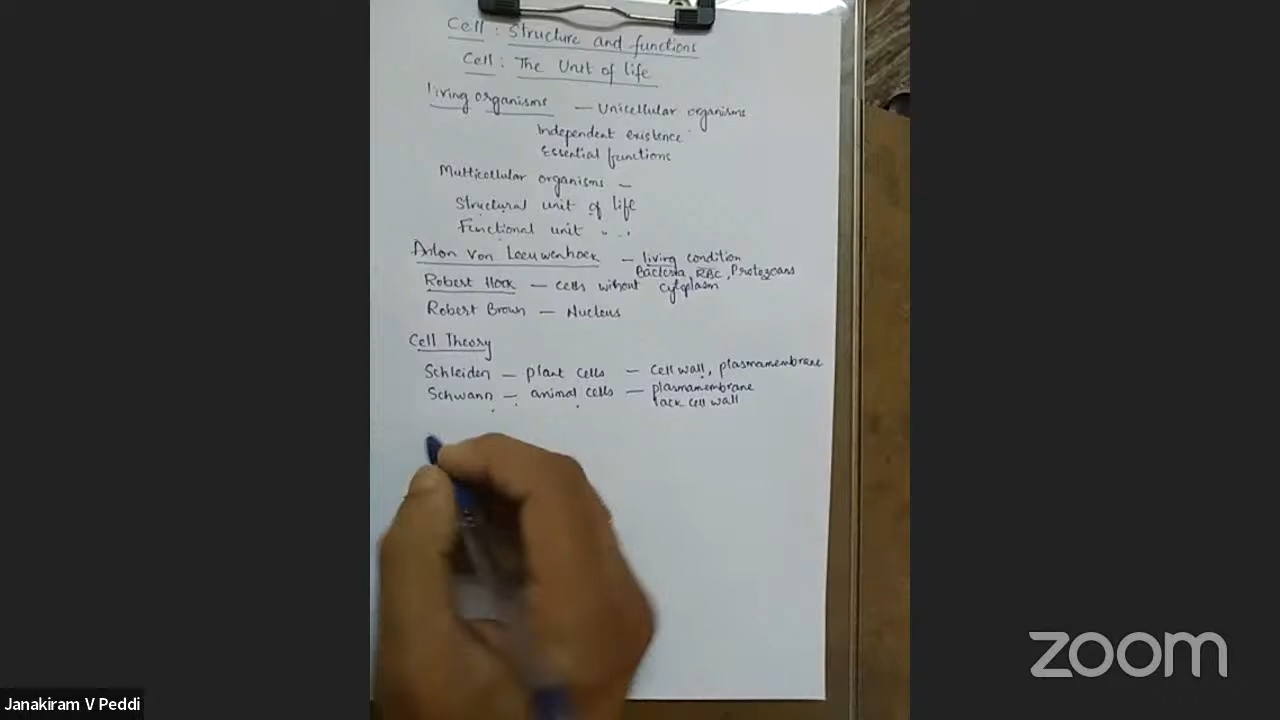 Cell : Structure and functions
Cell : The Unit of life
living organisms — Unicellular organisms
Independent existence
Essential functions
Multicellular organisms —
Structural unit of life
Functional unit " "
Anton Von Leeuwenhoek — living condition
Bacteria, RBC, Protozoans
Robert Hook — cells without cytoplasm
Robert Brown — Nucleus
Cell Theory
Schleiden — plant cells — cell wall, plasmamembrane
Schwann — animal cells — plasmamembrane
lack cell wall
zoom
Janakiram V Peddi